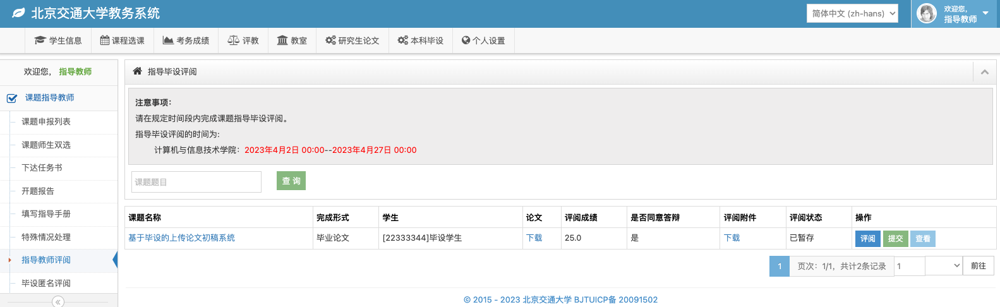 北京交通大学教务系统
简体中文 (zh-hans)
欢迎您，
指导教师
学生信息
课程选课
考务成绩
评教
教室
研究生论文
本科毕设
个人设置
欢迎您， 指导教师
课题指导教师
课题申报列表
课题师生双选
下达任务书
开题报告
填写指导手册
特殊情况处理
指导教师评阅
毕设匿名评阅
指导毕设评阅
注意事项：
请在规定时间段内完成课题指导毕设评阅。
指导毕设评阅的时间为:
计算机与信息技术学院：2023年4月2日 00:00--2023年4月27日 00:00
课题题目
查 询
课题名称 完成形式 学生 论文 评阅成绩 是否同意答辩 评阅附件 评阅状态 操作
基于毕设的上传论文初稿系统 毕业论文 [22333344]毕设学生 下载 25.0 是 下载 已暂存 评阅 提交 查看
1 页次：1/1，共计2条记录 1 前往
© 2015 - 2023 北京交通大学 BJTUICP备 20091502